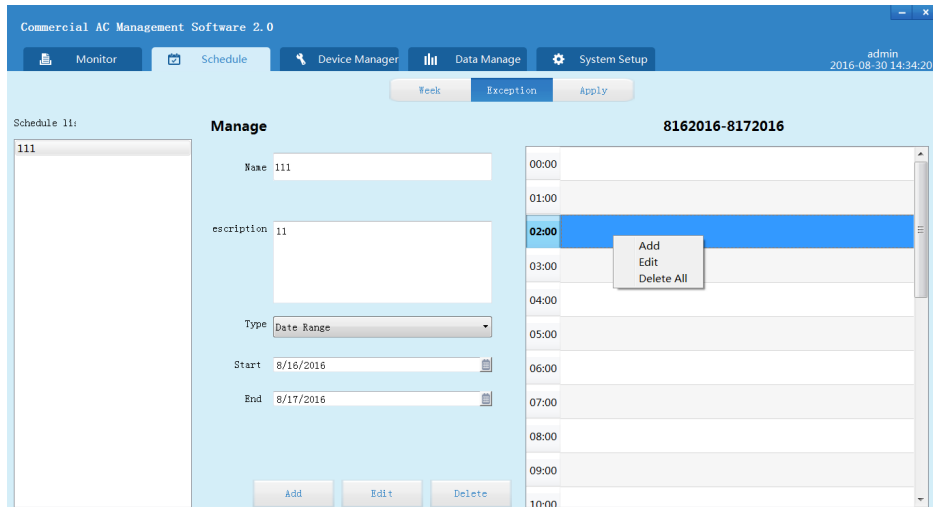 Commercial AC Management Software 2.0
Monitor Schedule Device Manager Data Manage System Setup
admin
2016-08-30 14:34:20
Week Exception Apply
Schedule li:
111
Manage
Name 111
escription 11
Type Date Range
Start 8/16/2016
End 8/17/2016
Add Edit Delete
8162016-8172016
00:00
01:00
02:00
03:00
04:00
05:00
06:00
07:00
08:00
09:00
10:00
Add
Edit
Delete All